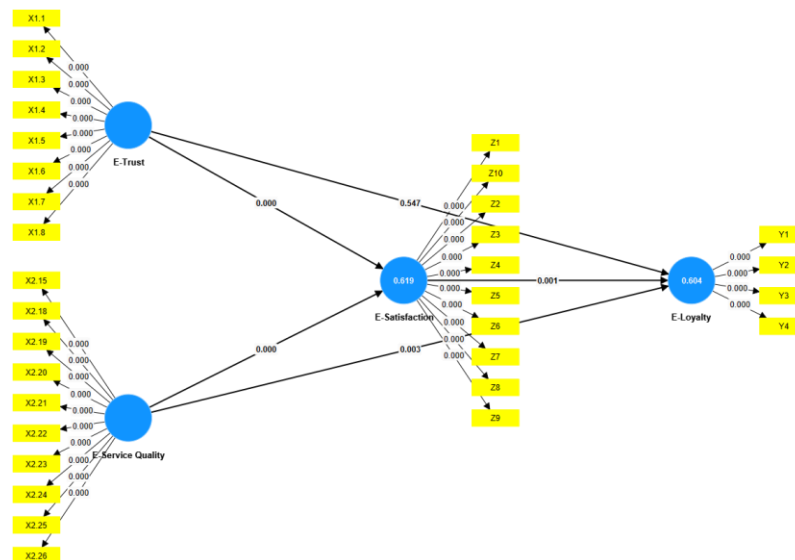 X1.1
X1.2
X1.3
X1.4
X1.5
X1.6
X1.7
X1.8
0.000
0.000
0.000
0.000
0.000
0.000
0.000
0.000
E-Trust
X2.15
X2.18
X2.19
X2.20
X2.21
X2.22
X2.23
X2.24
X2.25
X2.26
0.000
0.000
0.000
0.000
0.000
0.000
0.000
0.000
0.000
0.000
E-Service Quality
0.000
0.000
0.547
0.001
0.003
0.619
E-Satisfaction
Z1
Z10
Z2
Z3
Z4
Z5
Z6
Z7
Z8
Z9
0.000
0.000
0.000
0.000
0.000
0.000
0.000
0.000
0.000
0.000
0.604
E-Loyalty
0.000
0.000
0.000
0.000
Y1
Y2
Y3
Y4